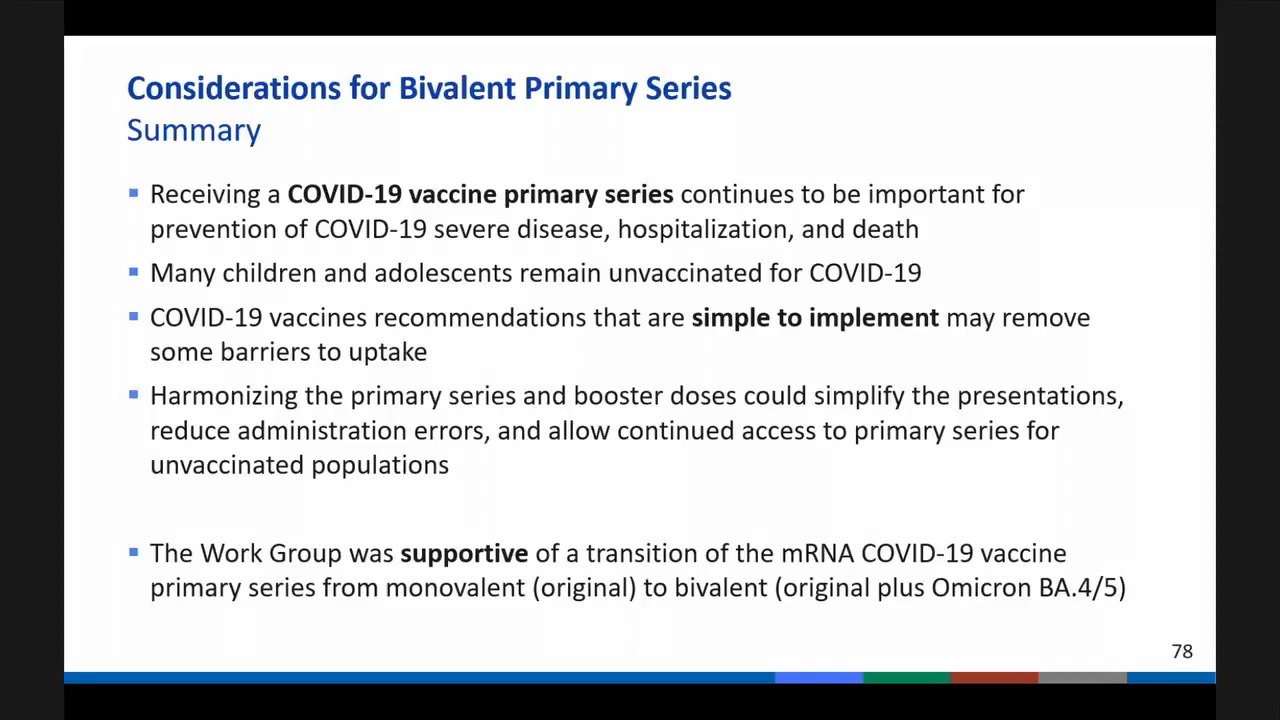 Considerations for Bivalent Primary Series
Summary
▪ Receiving a COVID-19 vaccine primary series continues to be important for
prevention of COVID-19 severe disease, hospitalization, and death
▪ Many children and adolescents remain unvaccinated for COVID-19
▪ COVID-19 vaccines recommendations that are simple to implement may remove
some barriers to uptake
▪ Harmonizing the primary series and booster doses could simplify the presentations,
reduce administration errors, and allow continued access to primary series for
unvaccinated populations
▪ The Work Group was supportive of a transition of the mRNA COVID-19 vaccine
primary series from monovalent (original) to bivalent (original plus Omicron BA.4/5)
78